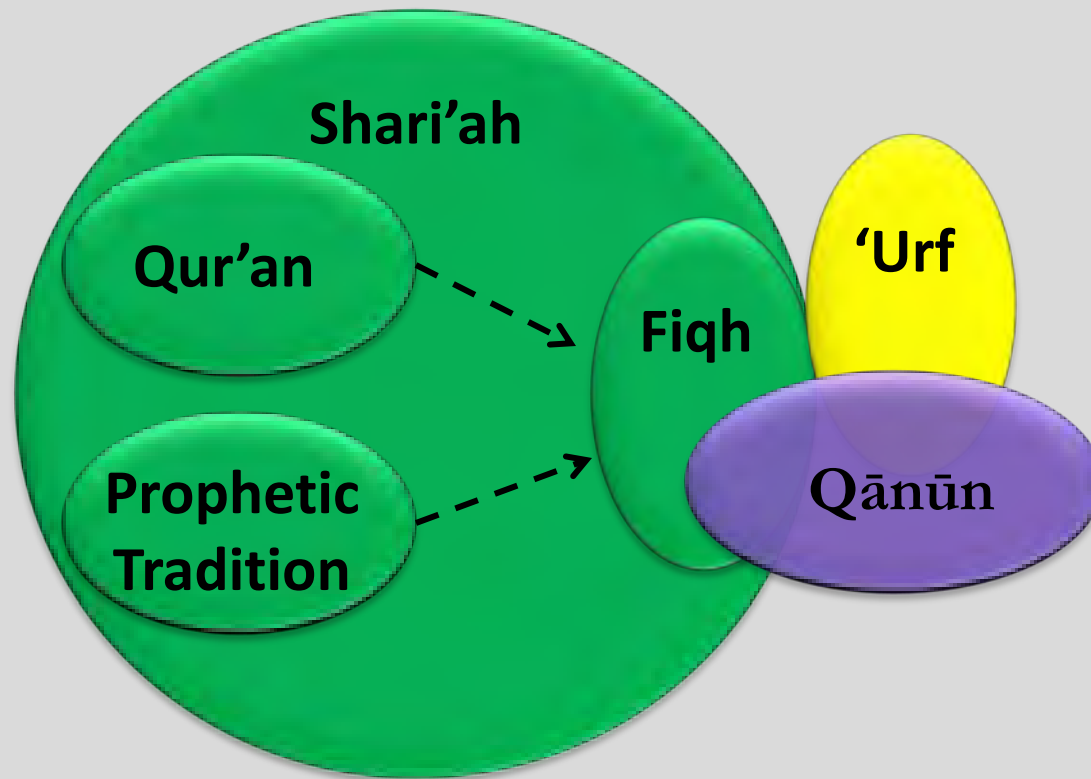 Shari’ah
Qur’an
‘Urf
Fiqh
Prophetic
Tradition
Qānūn